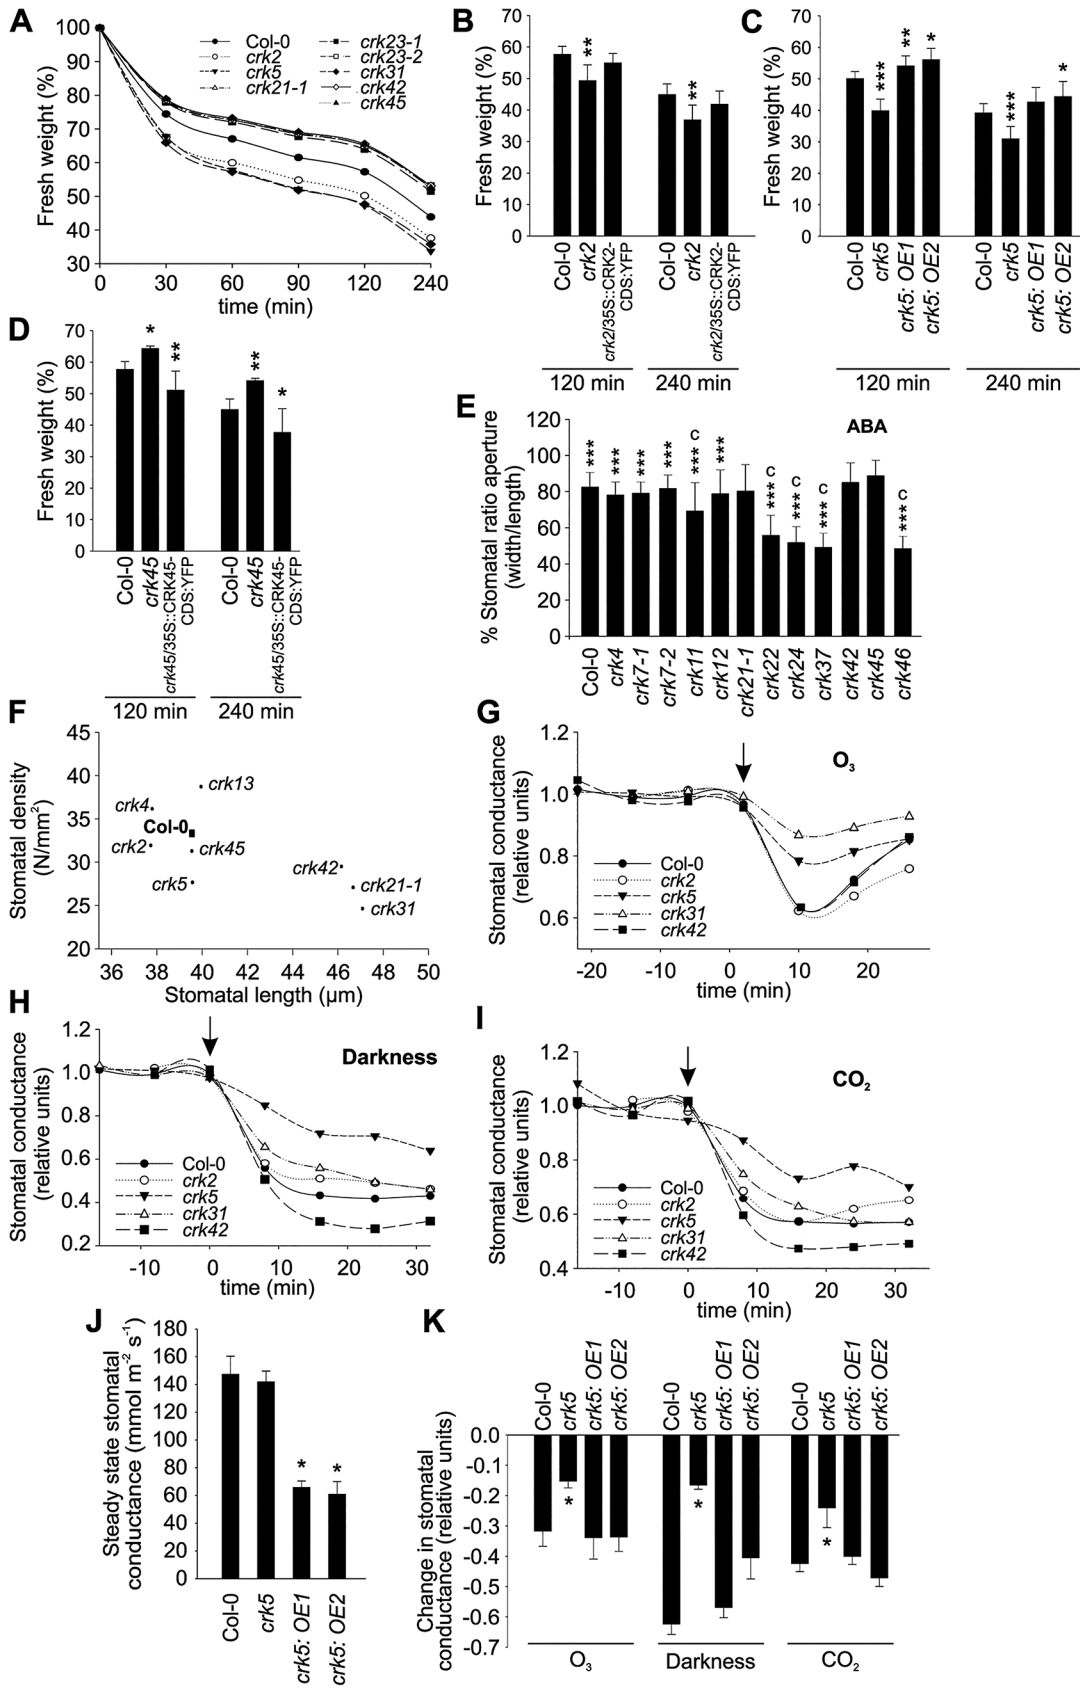 A
Fresh weight (%)
100
90
80
70
60
50
40
30
0
30
60
90
120
240
time (min)
Col-0
crk2
crk5
crk21-1
crk23-1
crk23-2
crk31
crk42
crk45
B
Fresh weight (%)
70
60
50
40
30
20
10
0
**
**
Col-0
crk2
crk2/35S::CRK2-
CDS:YFP
Col-0
crk2
crk2/35S::CRK2-
CDS:YFP
120 min
240 min
C
Fresh weight (%)
70
60
50
40
30
20
10
0
***
**
*
***
*
Col-0
crk5
crk5: OE1
crk5: OE2
Col-0
crk5
crk5: OE1
crk5: OE2
120 min
240 min
D
Fresh weight (%)
70
60
50
40
30
20
10
0
*
**
**
*
Col-0
crk45
crk45/35S::CRK45-
CDS:YFP
Col-0
crk45
crk45/35S::CRK45-
CDS:YFP
120 min
240 min
E
% Stomatal ratio aperture
(width/length)
120
100
80
60
40
20
0
ABA
***
***
***
***
*** c
***
*** c
*** c
*** c
*** c
Col-0
crk4
crk7-1
crk7-2
crk11
crk12
crk21-1
crk22
crk24
crk37
crk42
crk45
crk46
F
Stomatal density
(N/mm²)
45
40
35
30
25
20
crk13
crk4
Col-0
crk2
crk45
crk5
crk42
crk21-1
crk31
36
38
40
42
44
46
48
50
Stomatal length (µm)
G
Stomatal conductance
(relative units)
1.2
1.0
0.8
0.6
O₃
Col-0
crk2
crk5
crk31
crk42
-20
-10
0
10
20
time (min)
H
Stomatal conductance
(relative units)
1.2
1.0
0.8
0.6
0.4
0.2
Darkness
Col-0
crk2
crk5
crk31
crk42
-10
0
10
20
30
time (min)
I
Stomatal conductance
(relative units)
1.2
1.0
0.8
0.6
0.4
CO₂
Col-0
crk2
crk5
crk31
crk42
-10
0
10
20
30
time (min)
J
Steady state stomatal
conductance (mmol m⁻² s⁻¹)
180
160
140
120
100
80
60
40
20
0
*
*
Col-0
crk5
crk5: OE1
crk5: OE2
K
Change in stomatal
conductance (relative units)
Col-0
crk5
crk5: OE1
crk5: OE2
Col-0
crk5
crk5: OE1
crk5: OE2
Col-0
crk5
crk5: OE1
crk5: OE2
0.0
-0.1
-0.2
-0.3
-0.4
-0.5
-0.6
-0.7
*
*
*
O₃
Darkness
CO₂